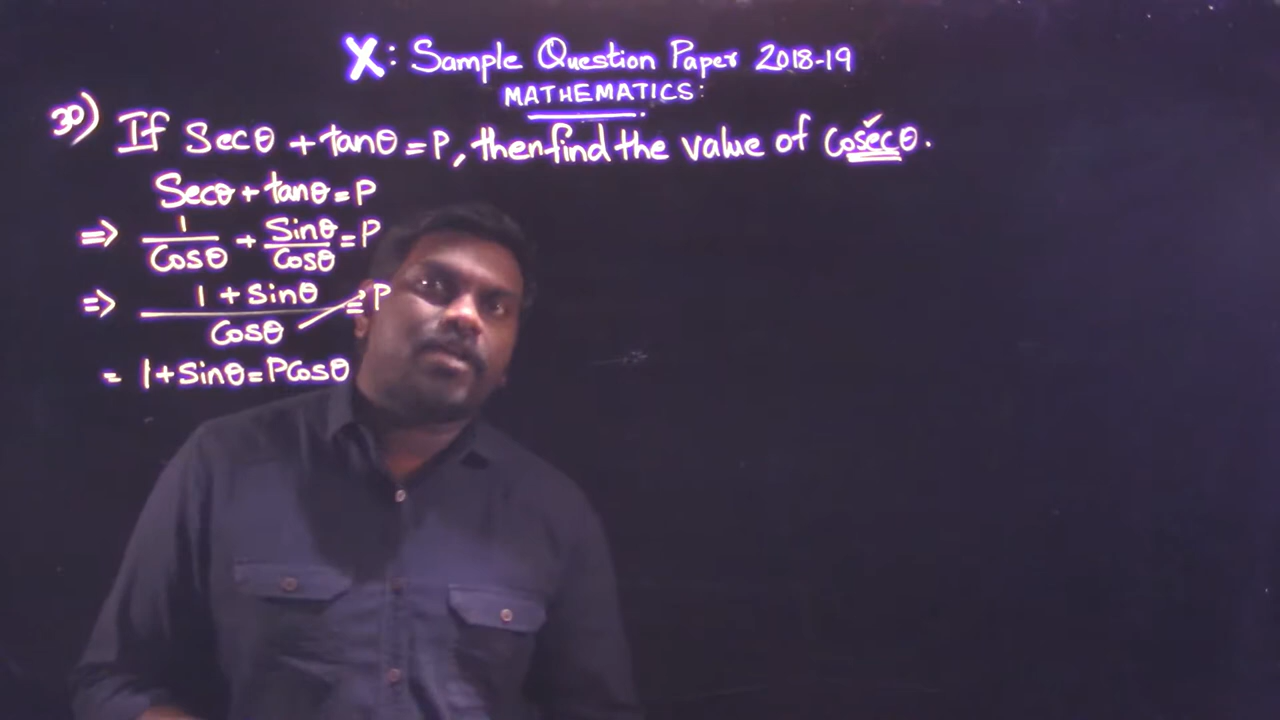 X: Sample Question Paper 2018-19
MATHEMATICS:
30) If Secθ + tanθ = P, then find the value of Cosecθ.
Secθ + tanθ = P
⇒ 1/Cosθ + Sinθ/Cosθ = P
⇒ 1 + Sinθ / Cosθ = P
= 1 + Sinθ = PCosθ